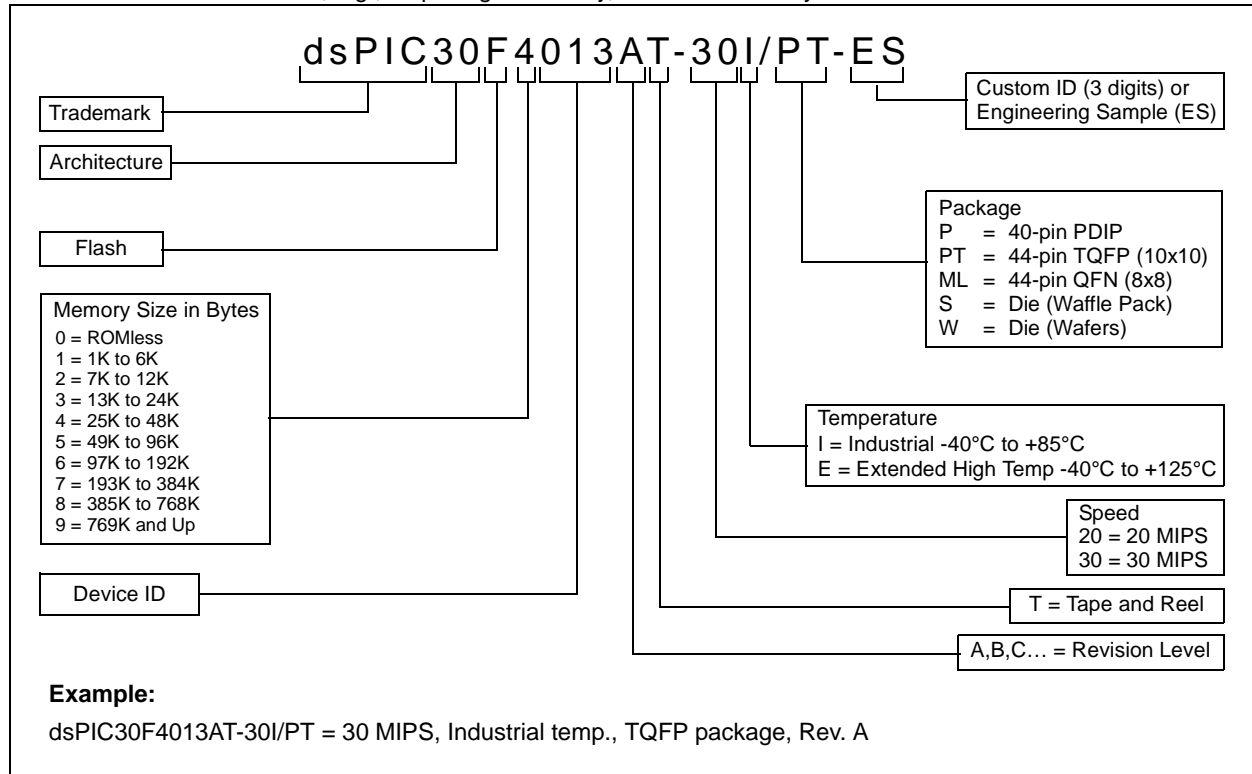 dsPIC30F4013AT-30I/PT-ES
Trademark
Architecture
Flash
Memory Size in Bytes
0 = ROMless
1 = 1K to 6K
2 = 7K to 12K
3 = 13K to 24K
4 = 25K to 48K
5 = 49K to 96K
6 = 97K to 192K
7 = 193K to 384K
8 = 385K to 768K
9 = 769K and Up
Device ID
Custom ID (3 digits) or
Engineering Sample (ES)
Package
P = 40-pin PDIP
PT = 44-pin TQFP (10x10)
ML = 44-pin QFN (8x8)
S = Die (Waffle Pack)
W = Die (Wafers)
Temperature
I = Industrial -40°C to +85°C
E = Extended High Temp -40°C to +125°C
Speed
20 = 20 MIPS
30 = 30 MIPS
T = Tape and Reel
A,B,C… = Revision Level
Example:
dsPIC30F4013AT-30I/PT = 30 MIPS, Industrial temp., TQFP package, Rev. A